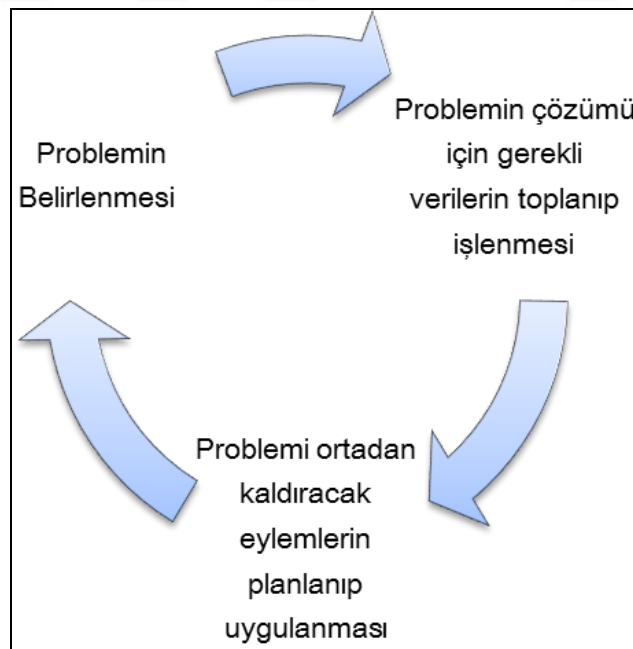 Problemin
Belirlenmesi
Problemin çözümü
için gerekli
verilerin toplanıp
işlenmesi
Problemi ortadan
kaldıracak
eylemlerin
planlanıp
uygulanması